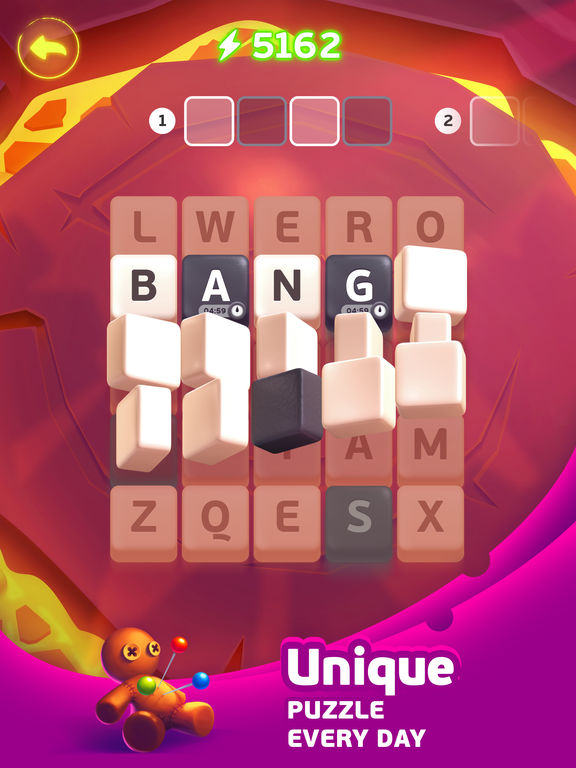 5162
1
2
L W E R O
B A N G
04:59 04:59
A M
Z Q E S X
Unique
PUZZLE
EVERY DAY